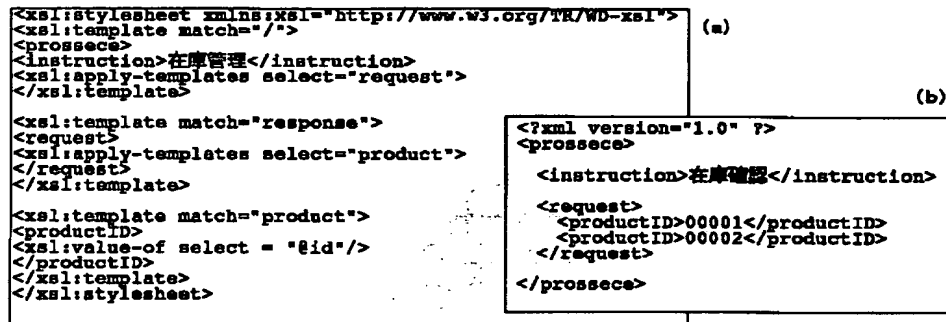 <xsl:stylesheet xmlns:xsl="http://www.w3.org/TR/WD-xsl">
<xsl:template match="/">
<prossece>
<instruction>在庫管理</instruction>
<xsl:apply-templates select="request">
</xsl:template>
<xsl:template match="response">
<request>
<xsl:apply-templates select="product">
</request>
</xsl:template>
<xsl:template match="product">
<productID>
<xsl:value-of select = "@id"/>
</productID>
</xsl:template>
</xsl:stylesheet>
(a)
(b)
<?xml version="1.0" ?>
<prossece>
<instruction>在庫確認</instruction>
<request>
<productID>00001</productID>
<productID>00002</productID>
</request>
</prossece>